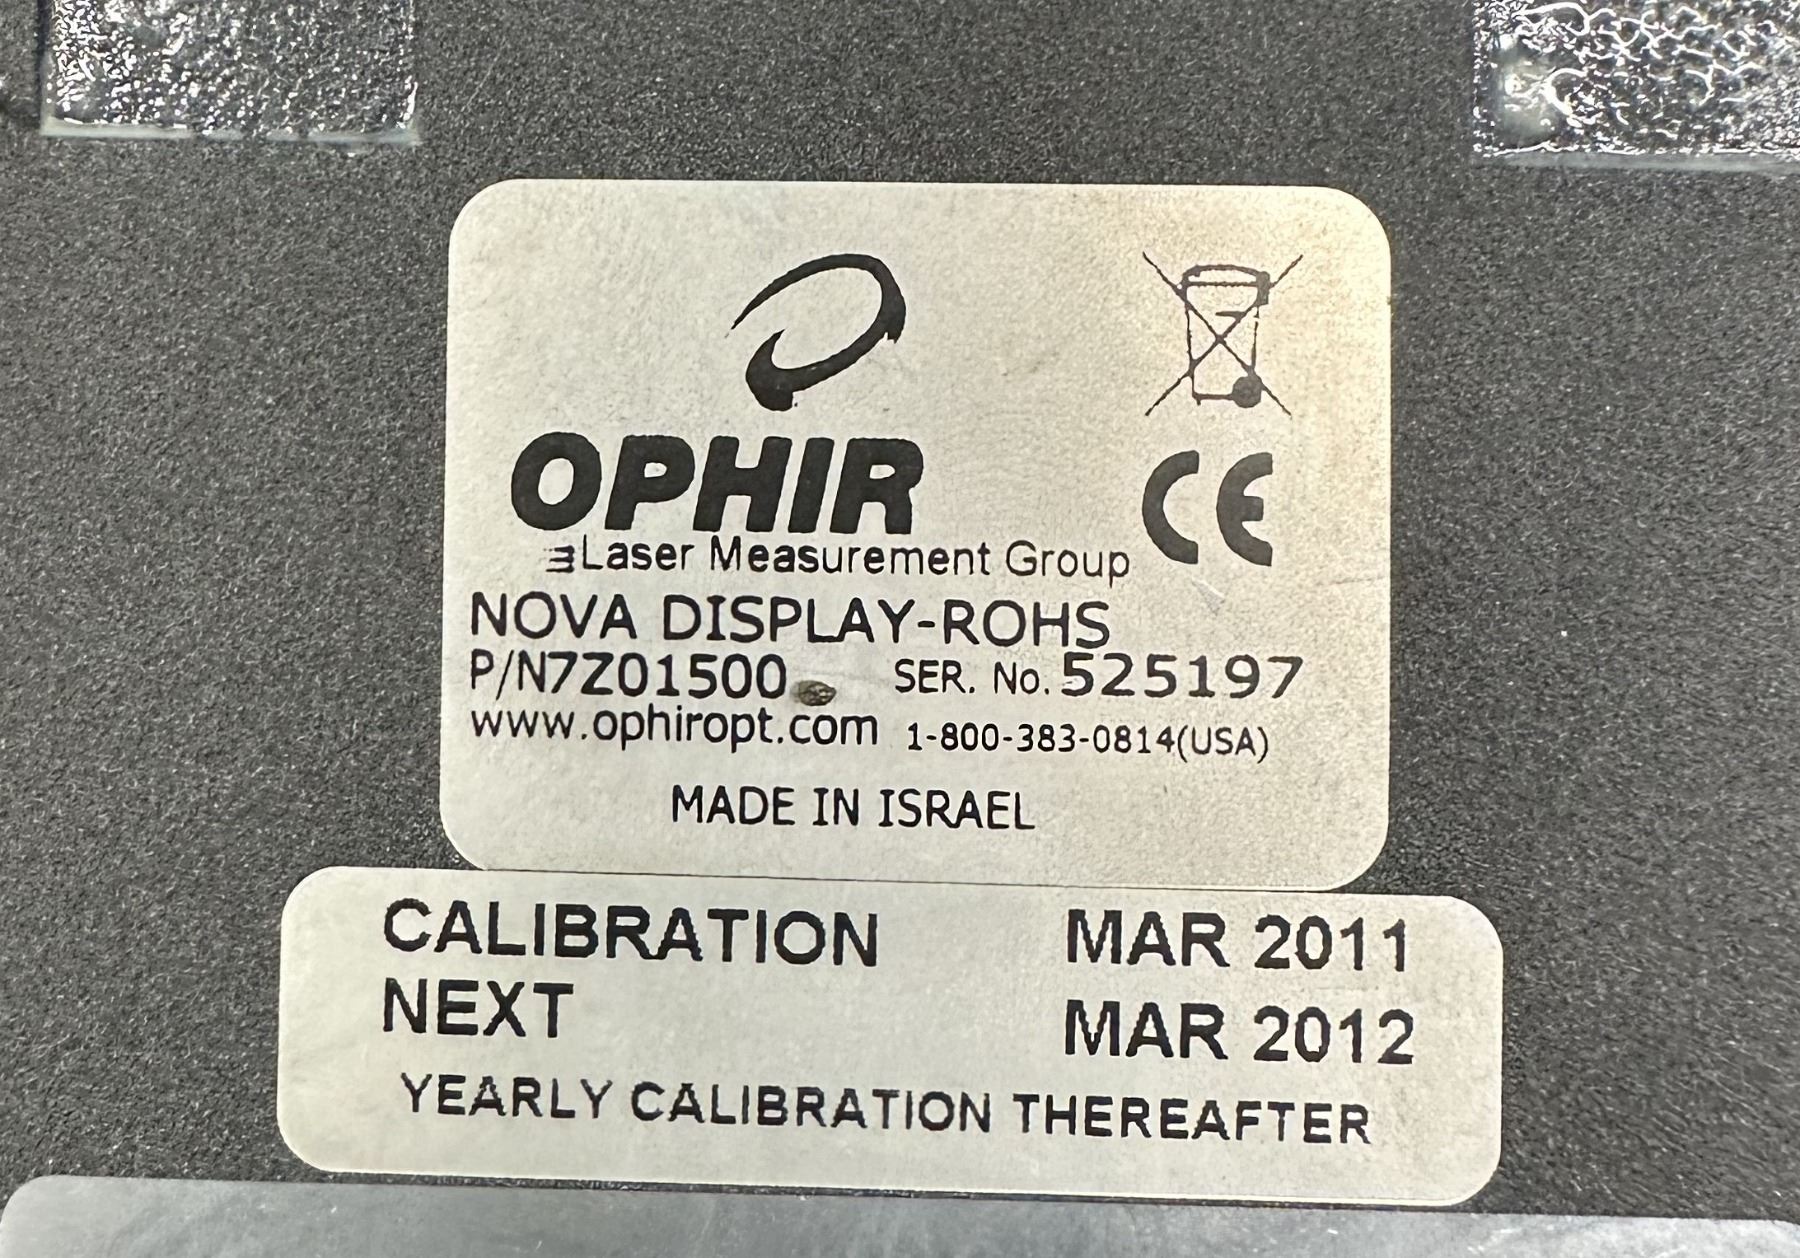 OPHIR
Laser Measurement Group
CE
NOVA DISPLAY-ROHS
P/N7Z01500 SER. No. 525197
www.ophiropt.com 1-800-383-0814(USA)
MADE IN ISRAEL
CALIBRATION MAR 2011
NEXT MAR 2012
YEARLY CALIBRATION THEREAFTER